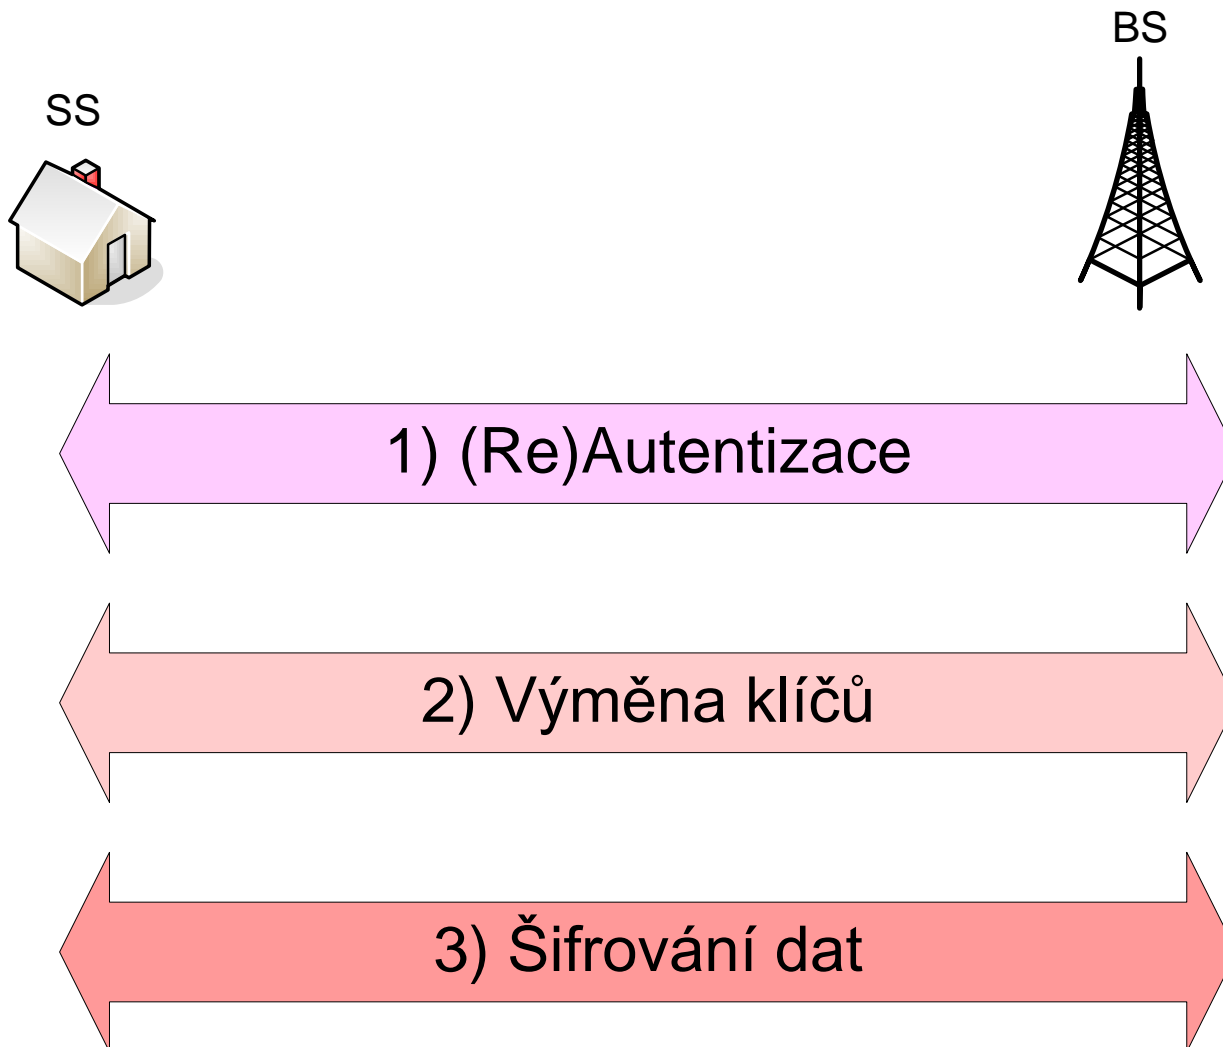 BS
SS
1) (Re)Autentizace
2) Výměna klíčů
3) Šifrování dat